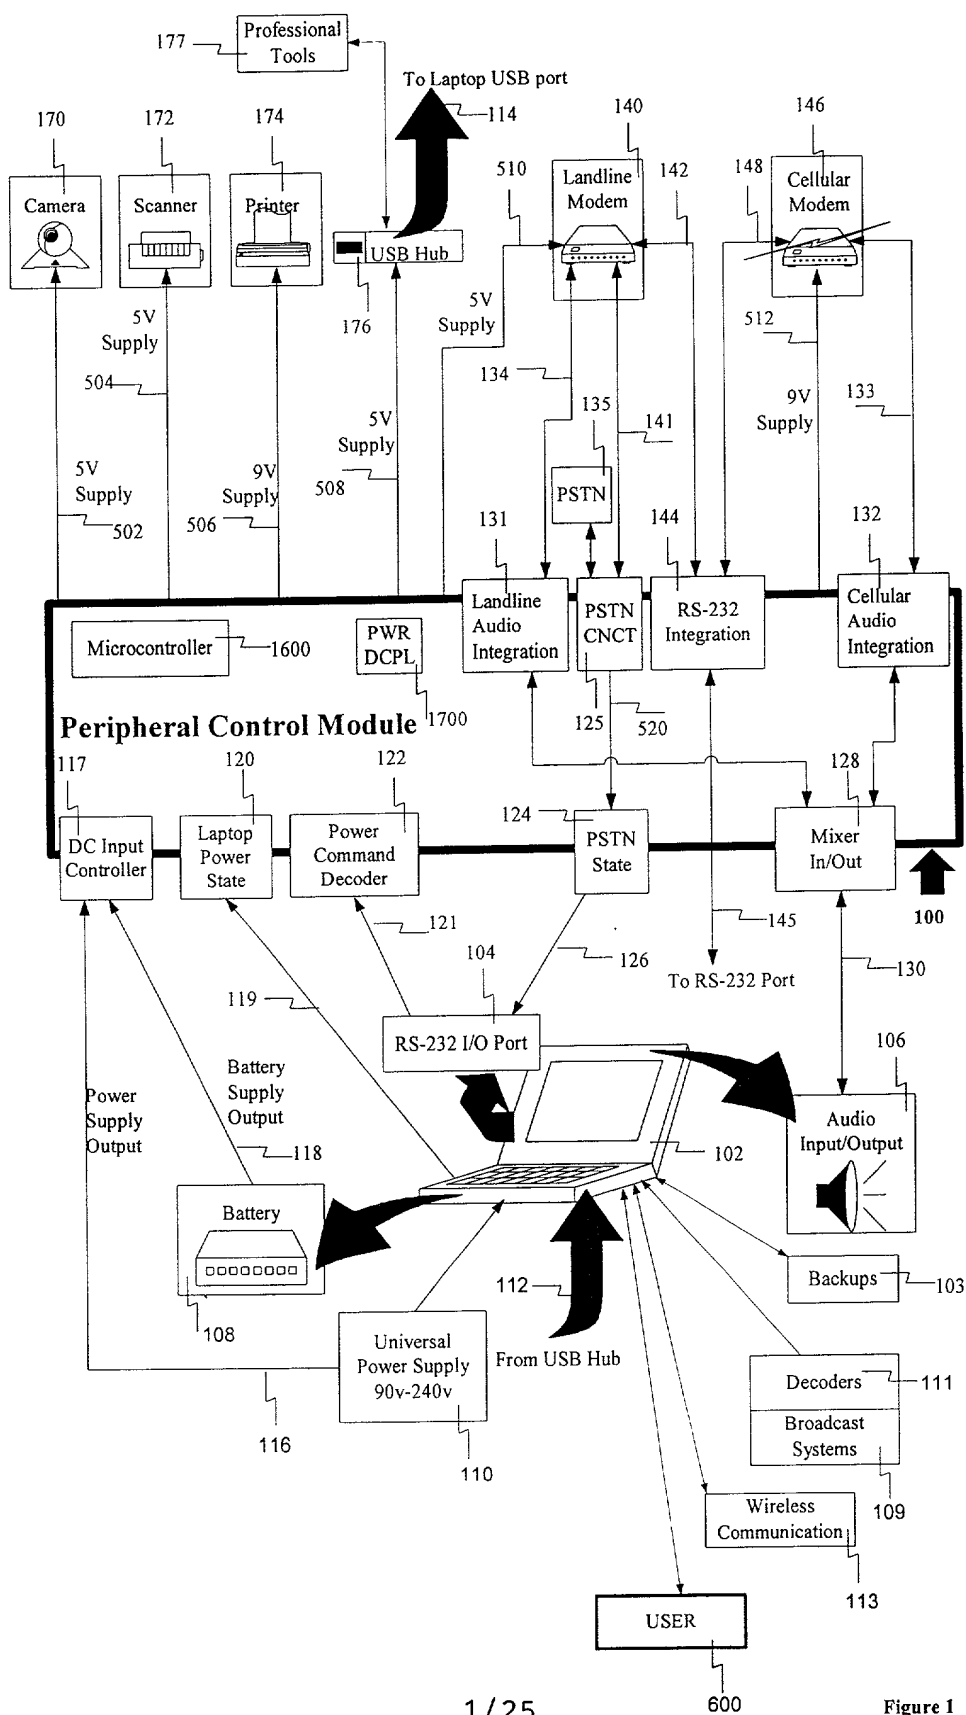 Professional
Tools
177
To Laptop USB port
114
170
172
174
140
146
Camera
Scanner
Printer
USB Hub
176
510
Landline
Modem
142
148
Cellular
Modem
5V
Supply
504
5V
Supply
134
135
141
512
9V
Supply
133
5V
Supply
502
9V
Supply
506
5V
Supply
508
PSTN
131
144
132
Microcontroller
1600
PWR
DCPL
1700
Landline
Audio
Integration
PSTN
CNCT
125
520
RS-232
Integration
Cellular
Audio
Integration
Peripheral Control Module
117
120
122
124
128
DC Input
Controller
Laptop
Power
State
Power
Command
Decoder
PSTN
State
Mixer
In/Out
100
121
126
145
130
119
104
To RS-232 Port
RS-232 I/O Port
106
Power
Supply
Output
Battery
Supply
Output
118
102
Audio
Input/Output
Battery
108
112
Backups
103
From USB Hub
Universal
Power Supply
90v-240v
116
110
Decoders
111
Broadcast
Systems
109
Wireless
Communication
113
USER
600
1/25
Figure 1